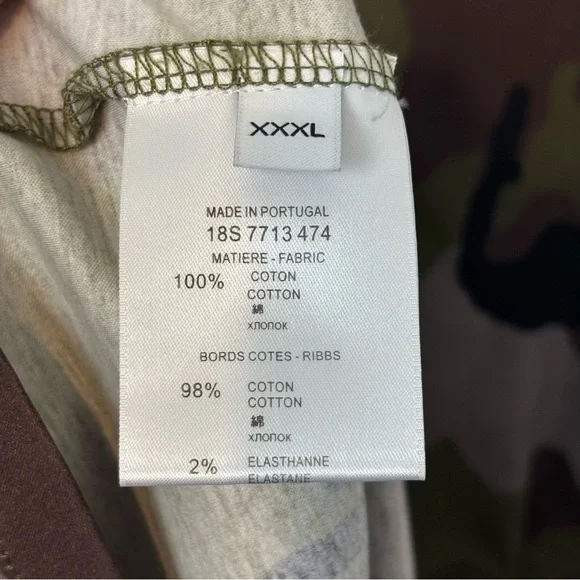 XXXL
MADE IN PORTUGAL
18S 7713 474
MATIERE - FABRIC
100% COTON
COTTON
綿
хлопок
BORDS COTES - RIBBS
98% COTON
COTTON
綿
хлопок
2% ELASTHANNE
ELASTANE